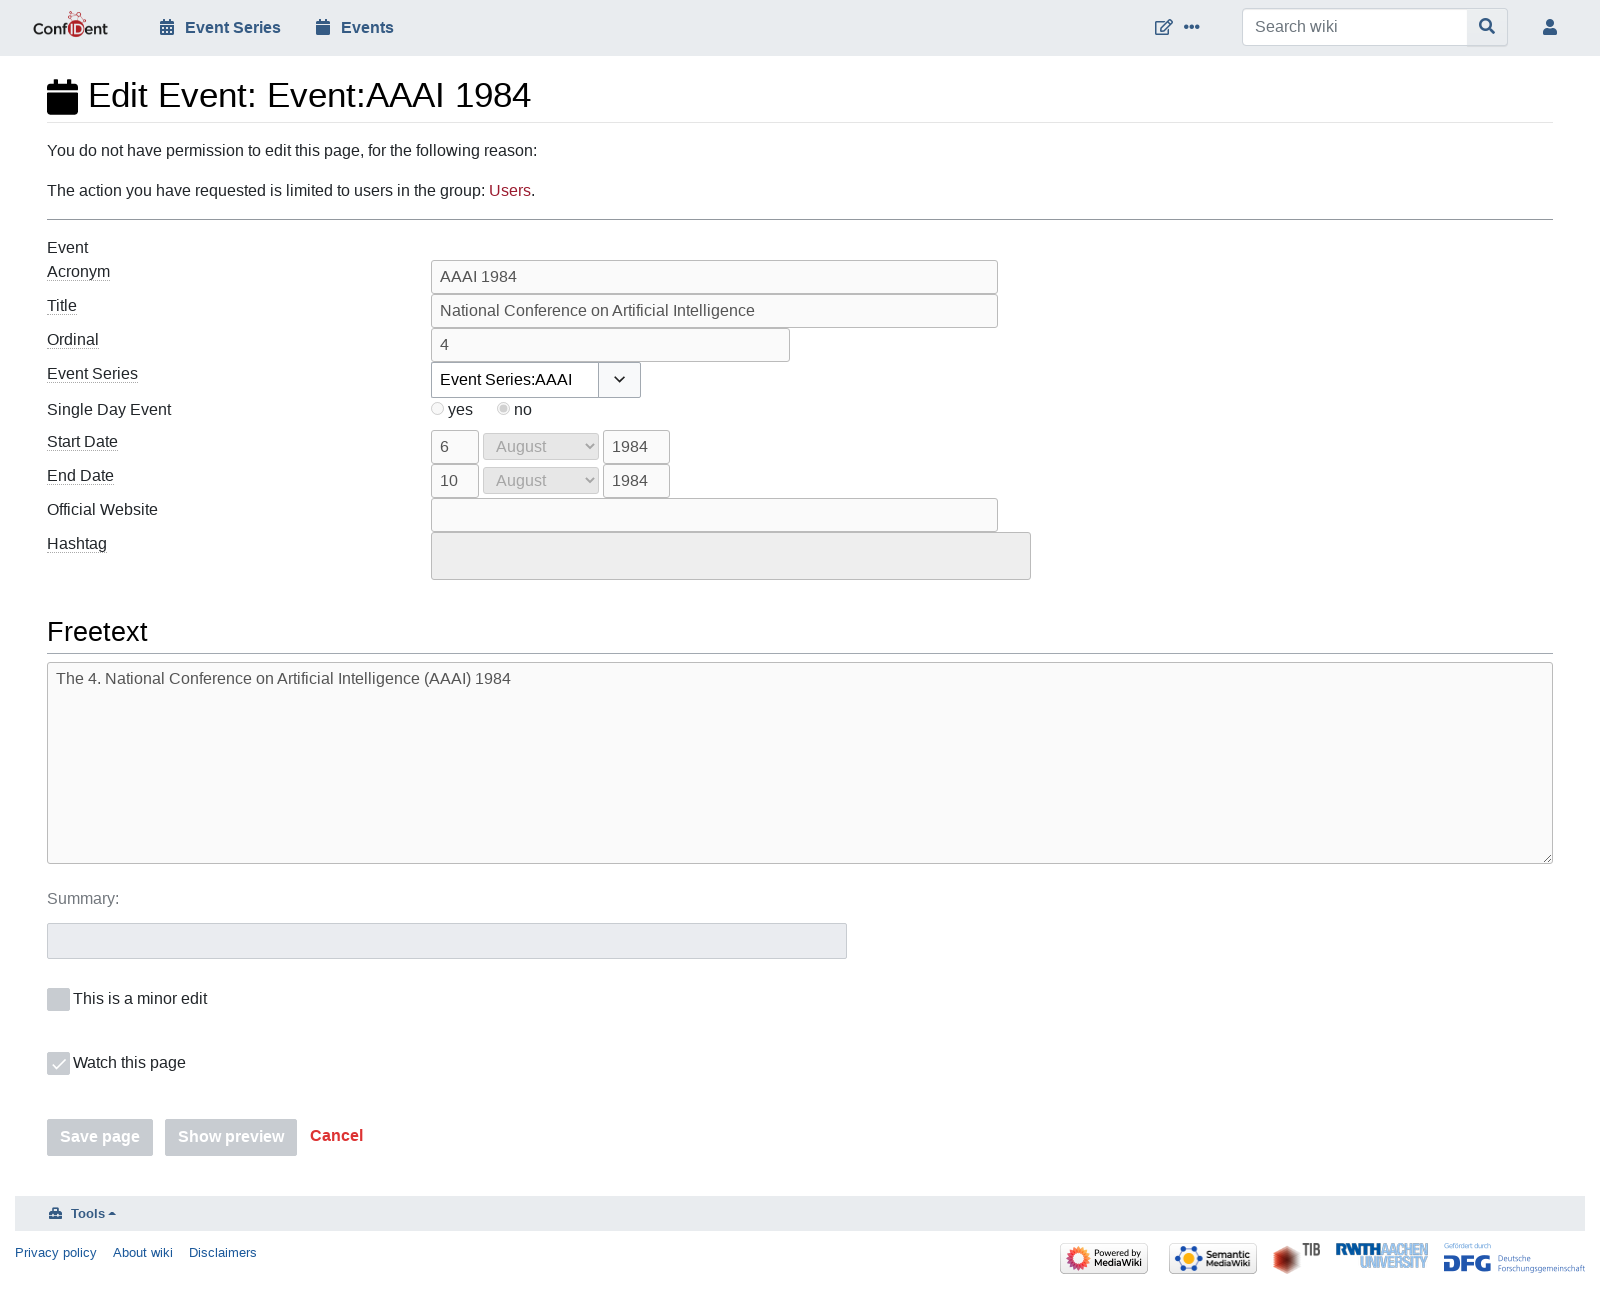 ConfIDent
Event Series
Events
Search wiki
Edit Event: Event:AAAI 1984
You do not have permission to edit this page, for the following reason:
The action you have requested is limited to users in the group: Users.
Event
Acronym
AAAI 1984
Title
National Conference on Artificial Intelligence
Ordinal
4
Event Series
Event Series:AAAI
Single Day Event
yes no
Start Date
6 August 1984
End Date
10 August 1984
Official Website
Hashtag
Freetext
The 4. National Conference on Artificial Intelligence (AAAI) 1984
Summary:
This is a minor edit
Watch this page
Save page Show preview Cancel
Tools
Privacy policy About wiki Disclaimers
Powered by
MediaWiki
Semantic
MediaWiki
TIB
RWTHAACHEN
UNIVERSITY
Gefördert durch
DFG
Deutsche
Forschungsgemeinschaft